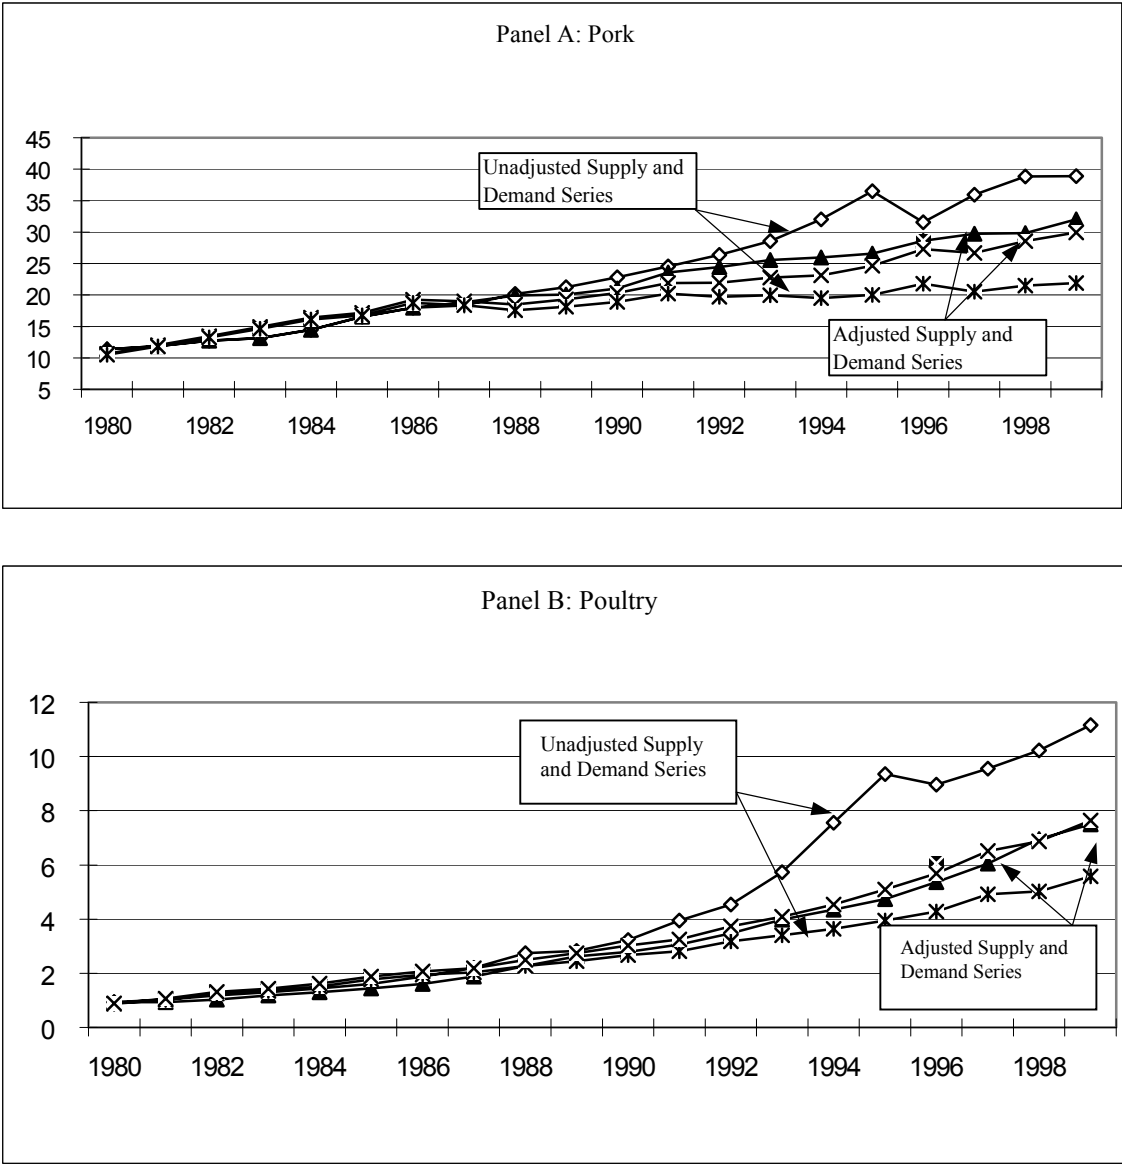 Panel A: Pork
45
40
35
30
25
20
15
10
5
Unadjusted Supply and
Demand Series
Adjusted Supply and
Demand Series
1980 1982 1984 1986 1988 1990 1992 1994 1996 1998
Panel B: Poultry
12
10
8
6
4
2
0
Unadjusted Supply
and Demand Series
Adjusted Supply and
Demand Series
1980 1982 1984 1986 1988 1990 1992 1994 1996 1998